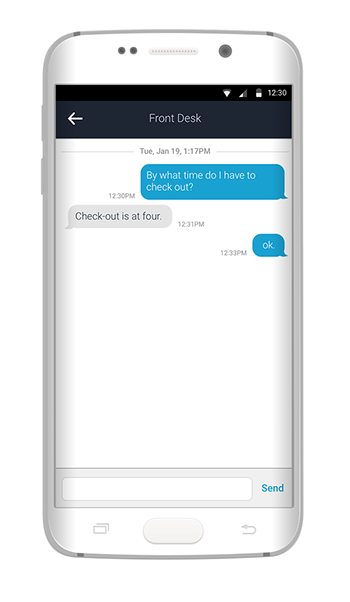 12:30
Front Desk
Tue, Jan 19, 1:17PM
By what time do I have to
check out?
12:30PM
Check-out is at four.
12:31PM
ok.
12:33PM
Send